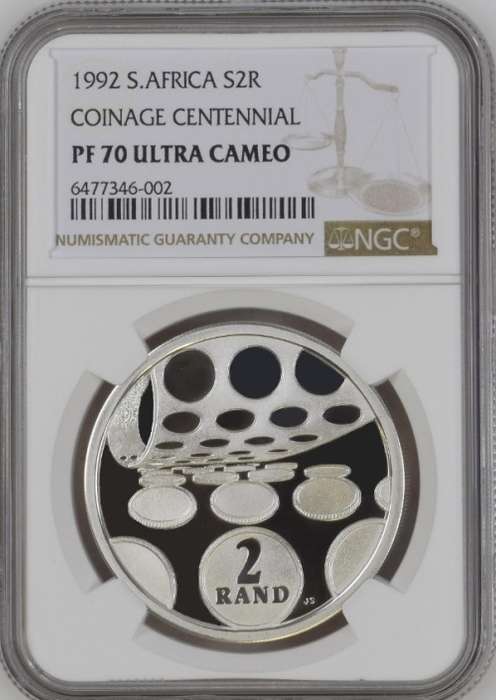 1992 S.AFRICA S2R
COINAGE CENTENNIAL
PF 70 ULTRA CAMEO
6477346-002
NUMISMATIC GUARANTY COMPANY
NGC®
2
RAND
JS